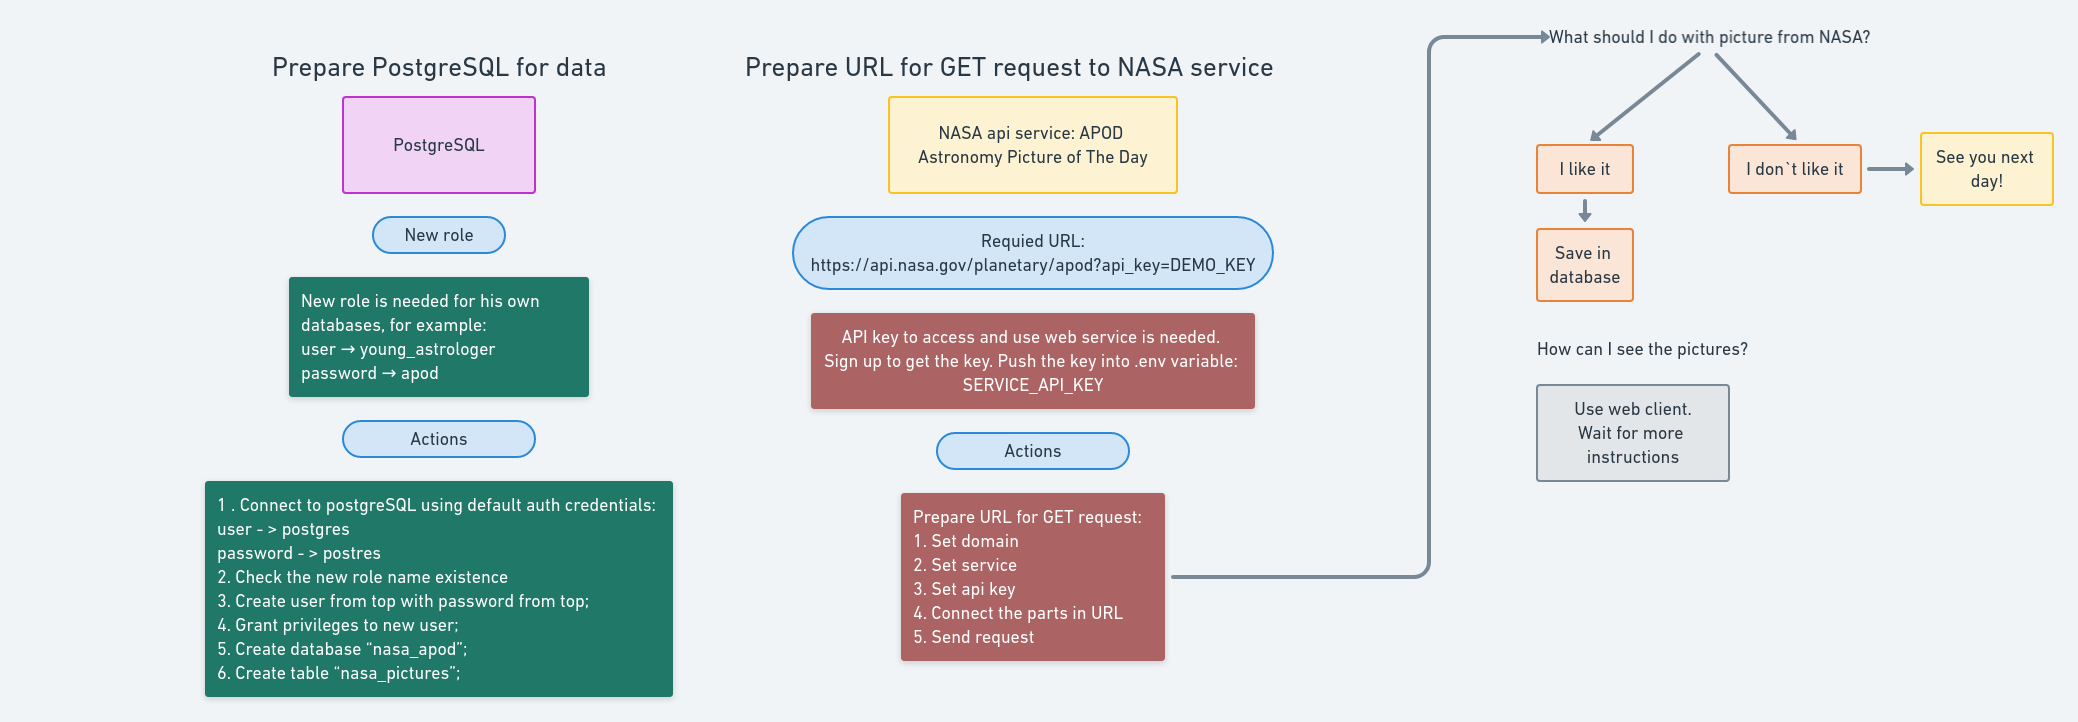 Prepare PostgreSQL for data
PostgreSQL
New role
New role is needed for his own
databases, for example:
user → young_astrologer
password → apod
Actions
1 . Connect to postgreSQL using default auth credentials:
user - > postgres
password - > postres
2. Check the new role name existence
3. Create user from top with password from top;
4. Grant privileges to new user;
5. Create database “nasa_apod”;
6. Create table “nasa_pictures”;
Prepare URL for GET request to NASA service
NASA api service: APOD
Astronomy Picture of The Day
Requied URL:
https://api.nasa.gov/planetary/apod?api_key=DEMO_KEY
API key to access and use web service is needed.
Sign up to get the key. Push the key into .env variable:
SERVICE_API_KEY
Actions
Prepare URL for GET request:
1. Set domain
2. Set service
3. Set api key
4. Connect the parts in URL
5. Send request
What should I do with picture from NASA?
I like it
I don`t like it
See you next
day!
Save in
database
How can I see the pictures?
Use web client.
Wait for more
instructions